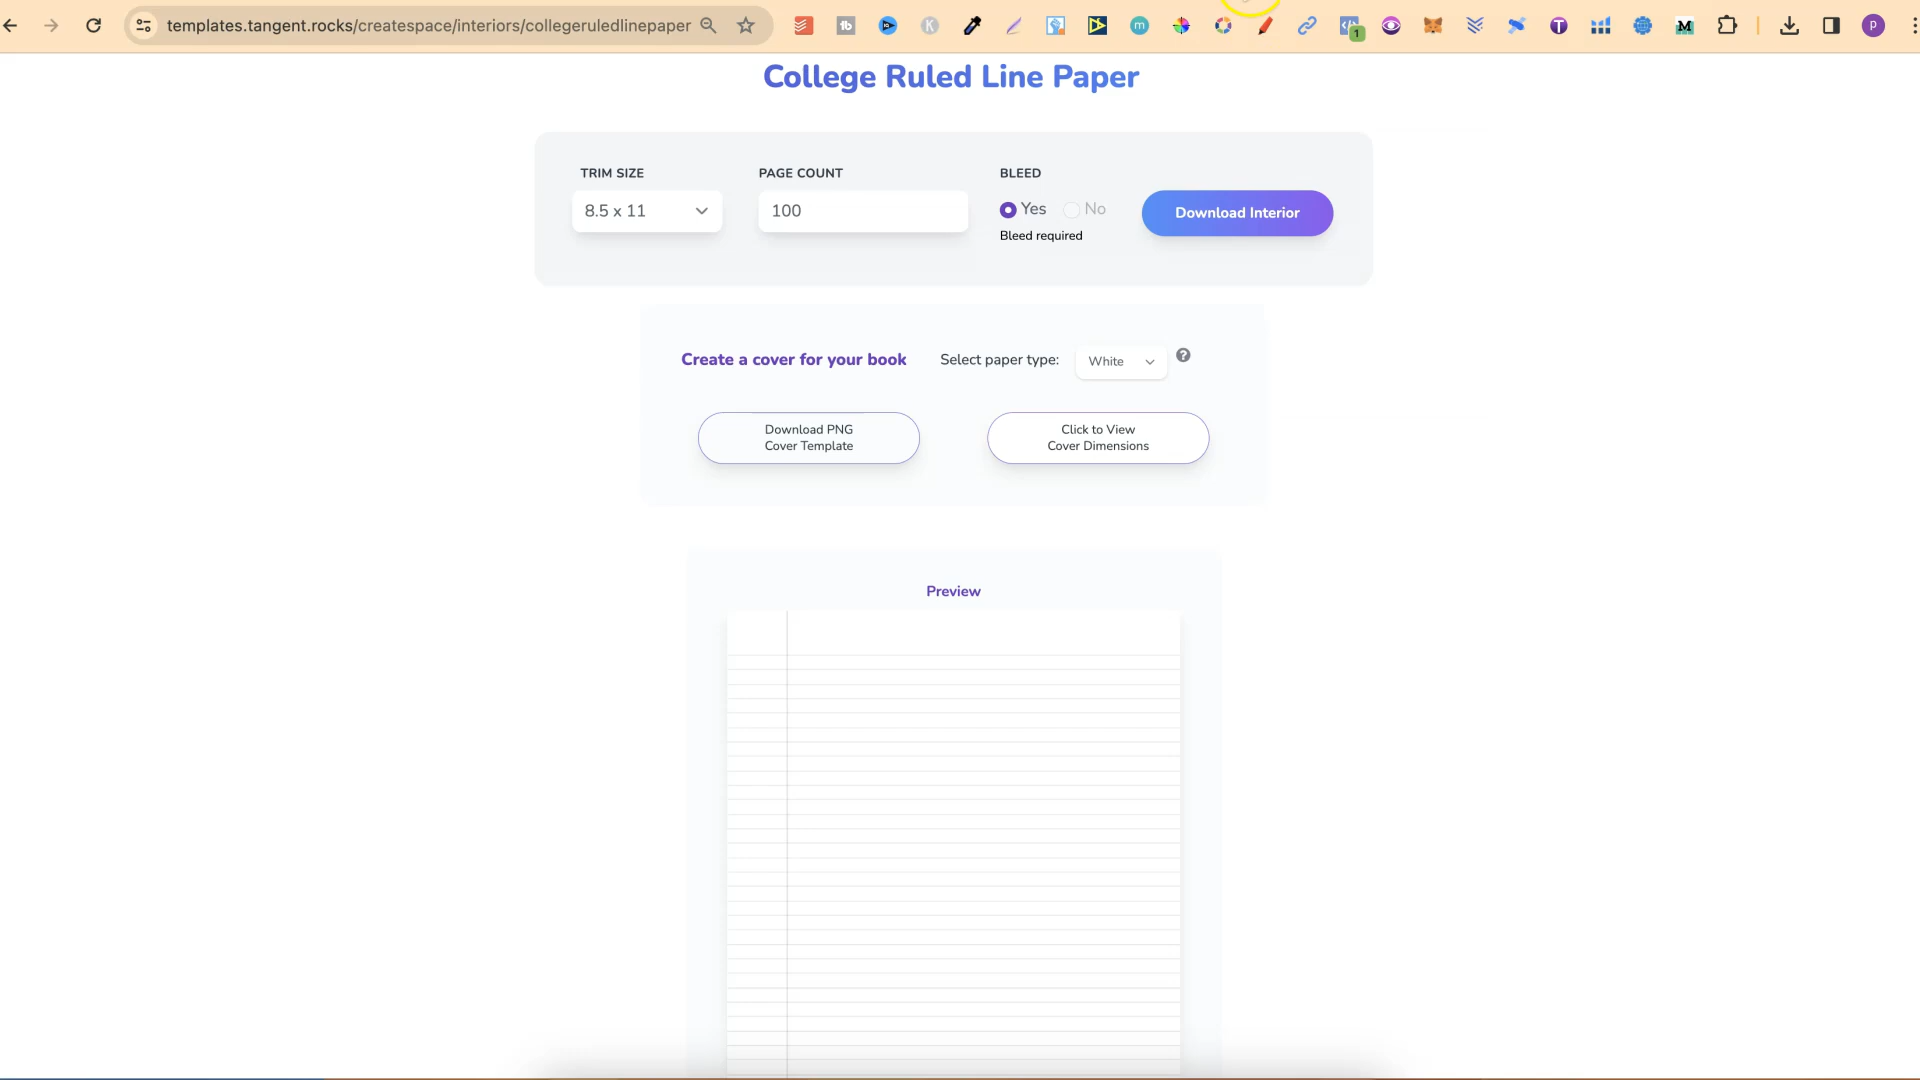 templates.tangent.rocks/createspace/interiors/collegeruledlinepaper
College Ruled Line Paper
TRIM SIZE
PAGE COUNT
BLEED
8.5 x 11
100
Yes
No
Bleed required
Download Interior
Create a cover for your book
Select paper type:
White
?
Download PNG
Cover Template
Click to View
Cover Dimensions
Preview
tb
K
m
1
T
M
P